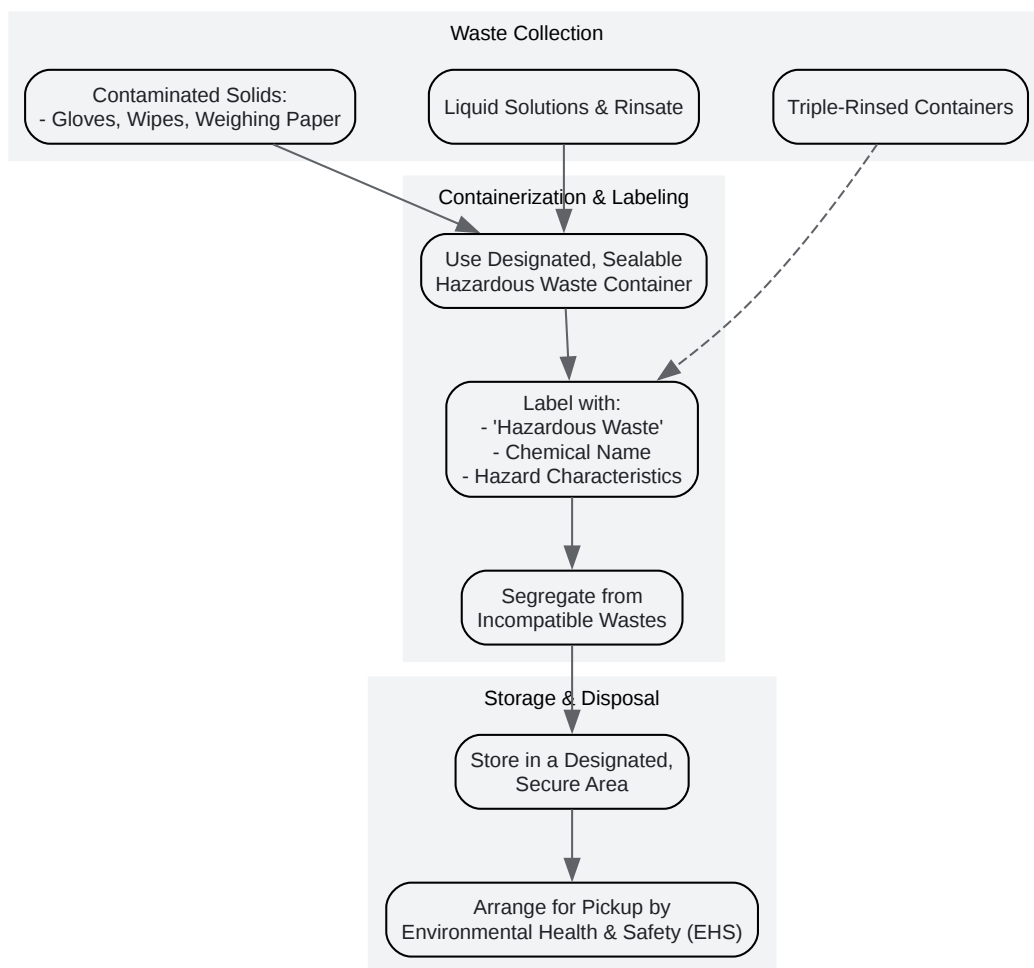 Waste Collection
Contaminated Solids:
- Gloves, Wipes, Weighing Paper
Liquid Solutions & Rinsate
Triple-Rinsed Containers
Containerization & Labeling
Use Designated, Sealable
Hazardous Waste Container
Label with:
- 'Hazardous Waste'
- Chemical Name
- Hazard Characteristics
Segregate from
Incompatible Wastes
Storage & Disposal
Store in a Designated,
Secure Area
Arrange for Pickup by
Environmental Health & Safety (EHS)